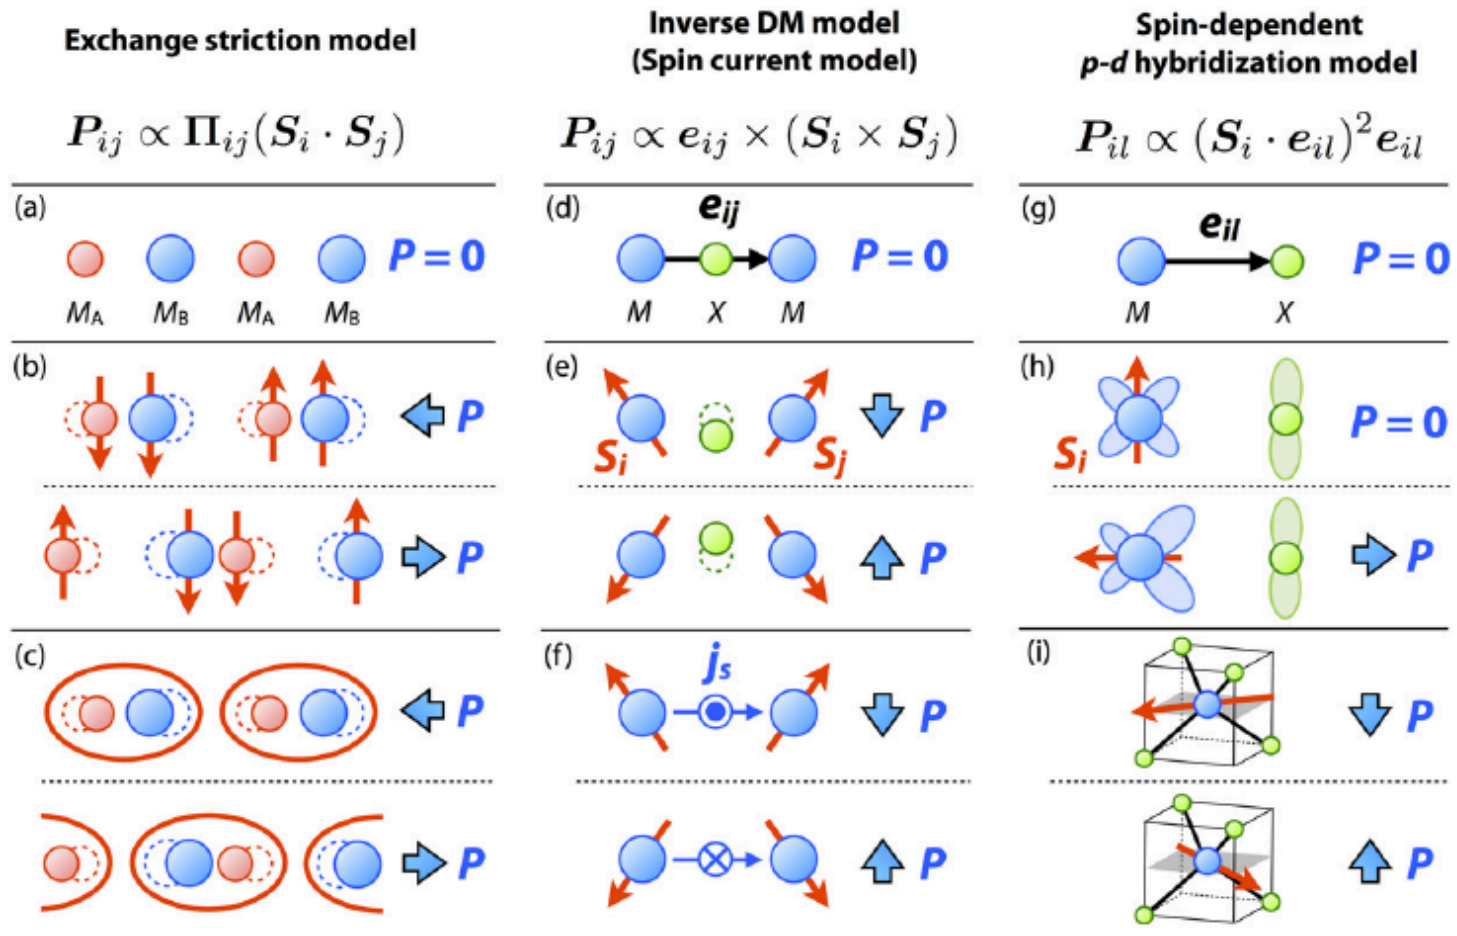 Exchange striction model
Inverse DM model
(Spin current model)
Spin-dependent
p-d hybridization model
P_ij ∝ Π_ij(S_i · S_j)
P_ij ∝ e_ij × (S_i × S_j)
P_il ∝ (S_i · e_il)²e_il
(a)
P = 0
M_A M_B M_A M_B
(b)
P
P
(c)
P
P
(d)
e_ij
P = 0
M X M
(e)
S_i
S_j
P
P
(f)
j_s
P
P
(g)
e_il
P = 0
M X
(h)
S_i
P = 0
P
(i)
P
P